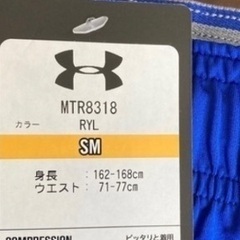 MTR8318
カラー RYL
SM
身長 : 162-168cm
ウエスト : 71-77cm
COMPRESSION ピッタリと着用